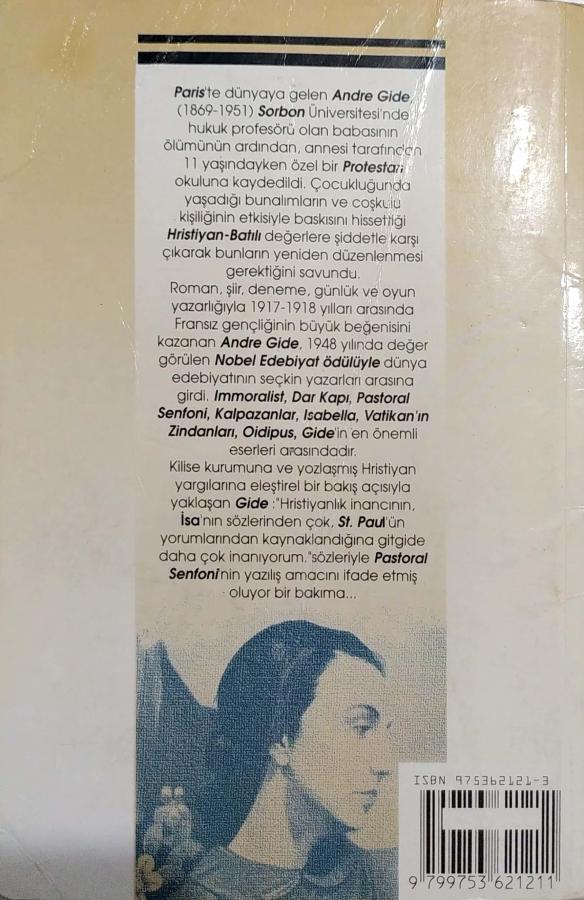 Paris'te dünyaya gelen Andre Gide,
(1869-1951) Sorbon Üniversitesi'nde
hukuk profesörü olan babasının
ölümünün ardından, annesi tarafından
11 yaşındayken özel bir Protestan
okuluna kaydedildi. Çocukluğunda
yaşadığı bunalımların ve coşkulu
kişiliğinin etkisiyle baskısını hissettiği
Hristiyan-Batılı değerlere şiddetle karşı
çıkarak bunların yeniden düzenlenmesi
gerektiğini savundu.
Roman, şiir, deneme, günlük ve oyun
yazarlığıyla 1917-1918 yılları arasında
Fransız gençliğinin büyük beğenisini
kazanan Andre Gide, 1948 yılında değer
görülen Nobel Edebiyat ödülüyle dünya
edebiyatının seçkin yazarları arasına
girdi. Immoralist, Dar Kapı, Pastoral
Senfoni, Kalpazanlar, Isabella, Vatikan'ın
Zindanları, Oidipus, Gide'in en önemli
eserleri arasındadır.
Kilise kurumuna ve yozlaşmış Hristiyan
yargılarına eleştirel bir bakış açısıyla
yaklaşan Gide :"Hristiyanlık inancının,
İsa'nın sözlerinden çok, St. Paul'ün
yorumlarından kaynaklandığına gitgide
daha çok inanıyorum."sözleriyle Pastoral
Senfoni'nin yazılış amacını ifade etmiş
oluyor bir bakıma...
ISBN 975362121-3
9 799753 621211